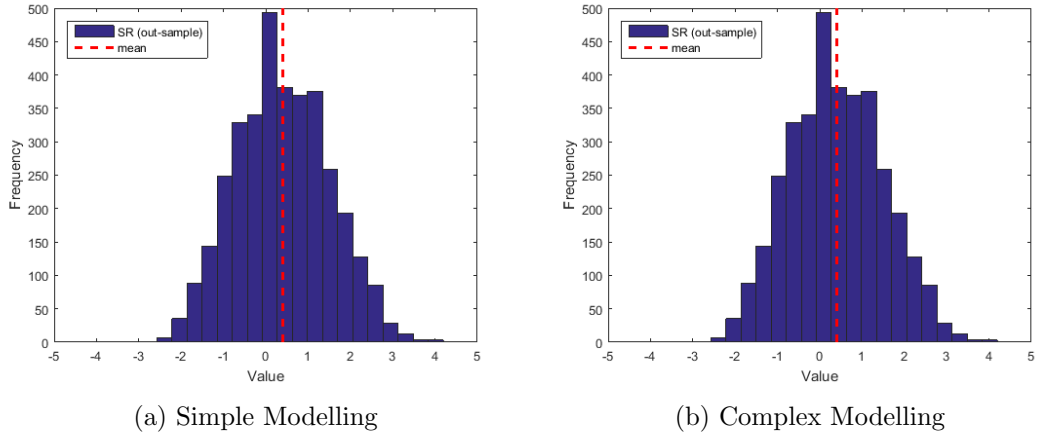 500
450
400
350
300
250
200
150
100
50
0
Frequency
SR (out-sample)
mean
-5 -4 -3 -2 -1 0 1 2 3 4 5
Value
(a) Simple Modelling
500
450
400
350
300
250
200
150
100
50
0
Frequency
SR (out-sample)
mean
-5 -4 -3 -2 -1 0 1 2 3 4 5
Value
(b) Complex Modelling